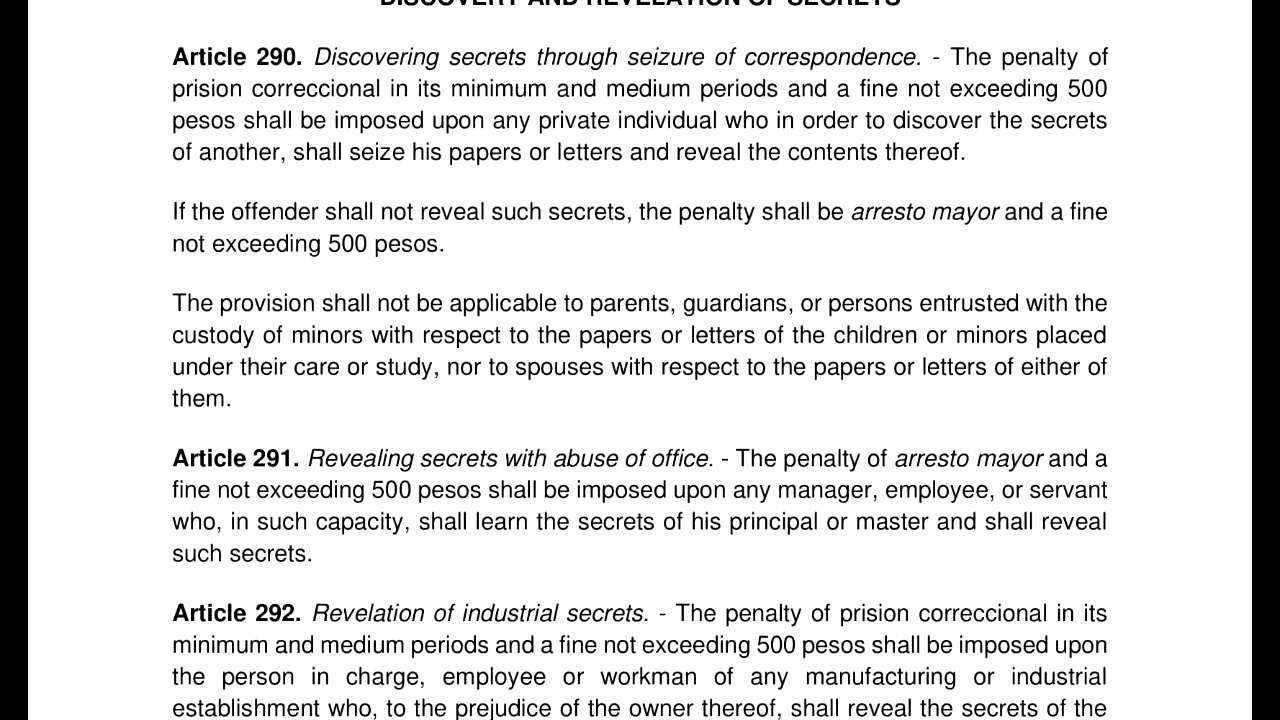 DISCOVERY AND REVELATION OF SECRETS
Article 290. Discovering secrets through seizure of correspondence. - The penalty of
prision correccional in its minimum and medium periods and a fine not exceeding 500
pesos shall be imposed upon any private individual who in order to discover the secrets
of another, shall seize his papers or letters and reveal the contents thereof.
If the offender shall not reveal such secrets, the penalty shall be arresto mayor and a fine
not exceeding 500 pesos.
The provision shall not be applicable to parents, guardians, or persons entrusted with the
custody of minors with respect to the papers or letters of the children or minors placed
under their care or study, nor to spouses with respect to the papers or letters of either of
them.
Article 291. Revealing secrets with abuse of office. - The penalty of arresto mayor and a
fine not exceeding 500 pesos shall be imposed upon any manager, employee, or servant
who, in such capacity, shall learn the secrets of his principal or master and shall reveal
such secrets.
Article 292. Revelation of industrial secrets. - The penalty of prision correccional in its
minimum and medium periods and a fine not exceeding 500 pesos shall be imposed upon
the person in charge, employee or workman of any manufacturing or industrial
establishment who, to the prejudice of the owner thereof, shall reveal the secrets of the